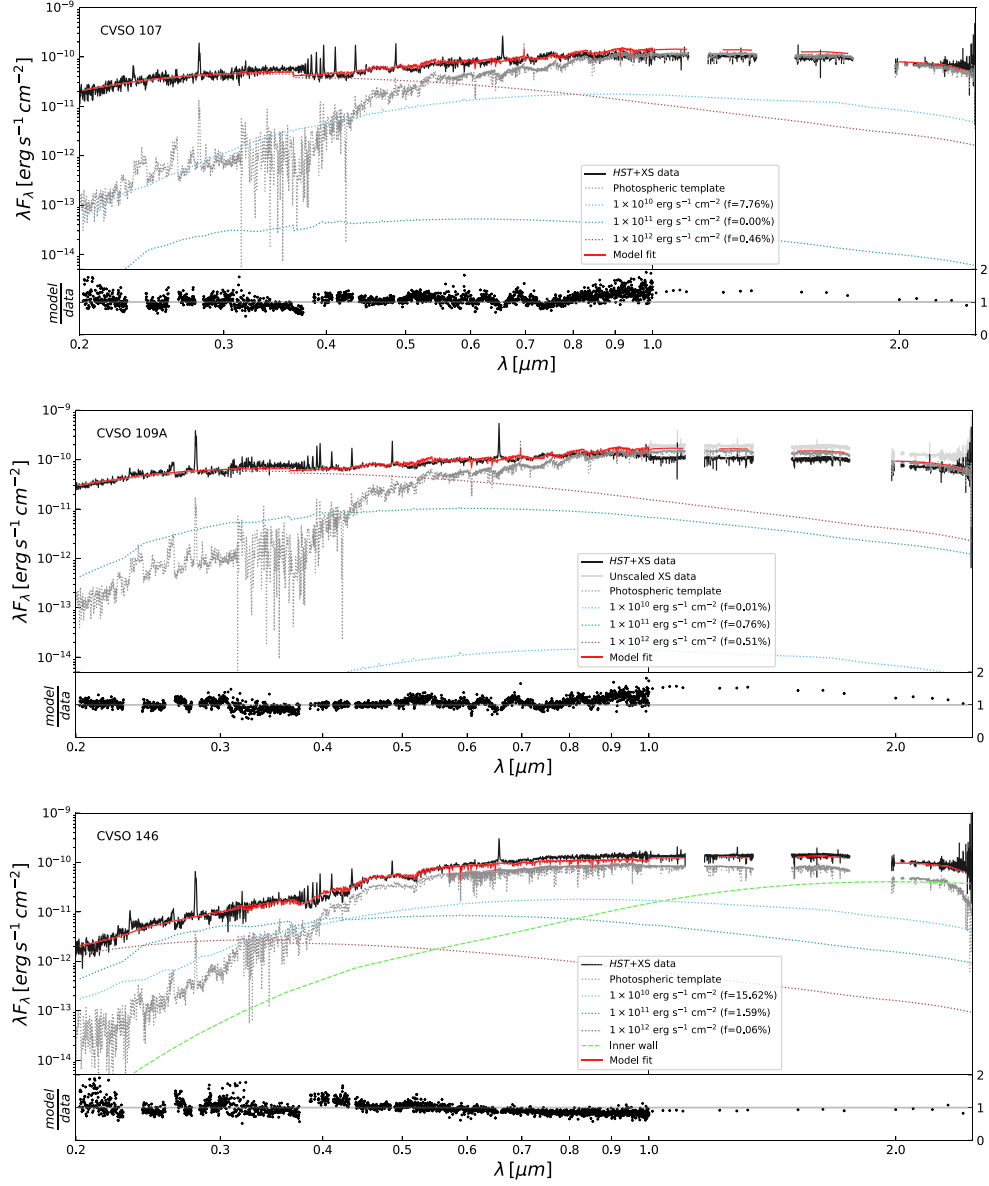 CVSO 107
10⁻⁹
10⁻¹⁰
10⁻¹¹
10⁻¹²
10⁻¹³
10⁻¹⁴
λF_λ [erg s⁻¹ cm⁻²]
HST+XS data
Photospheric template
1 × 10¹⁰ erg s⁻¹ cm⁻² (f=7.76%)
1 × 10¹¹ erg s⁻¹ cm⁻² (f=0.00%)
1 × 10¹² erg s⁻¹ cm⁻² (f=0.46%)
Model fit
model
data
2
1
0
0.2 0.3 0.4 0.5 0.6 0.7 0.8 0.9 1.0 2.0
λ [μm]
CVSO 109A
10⁻⁹
10⁻¹⁰
10⁻¹¹
10⁻¹²
10⁻¹³
10⁻¹⁴
λF_λ [erg s⁻¹ cm⁻²]
HST+XS data
Unscaled XS data
Photospheric template
1 × 10¹⁰ erg s⁻¹ cm⁻² (f=0.01%)
1 × 10¹¹ erg s⁻¹ cm⁻² (f=0.76%)
1 × 10¹² erg s⁻¹ cm⁻² (f=0.51%)
Model fit
model
data
2
1
0
0.2 0.3 0.4 0.5 0.6 0.7 0.8 0.9 1.0 2.0
λ [μm]
CVSO 146
10⁻⁹
10⁻¹⁰
10⁻¹¹
10⁻¹²
10⁻¹³
10⁻¹⁴
λF_λ [erg s⁻¹ cm⁻²]
HST+XS data
Photospheric template
1 × 10¹⁰ erg s⁻¹ cm⁻² (f=15.62%)
1 × 10¹¹ erg s⁻¹ cm⁻² (f=1.59%)
1 × 10¹² erg s⁻¹ cm⁻² (f=0.06%)
Inner wall
Model fit
model
data
2
1
0
0.2 0.3 0.4 0.5 0.6 0.7 0.8 0.9 1.0 2.0
λ [μm]